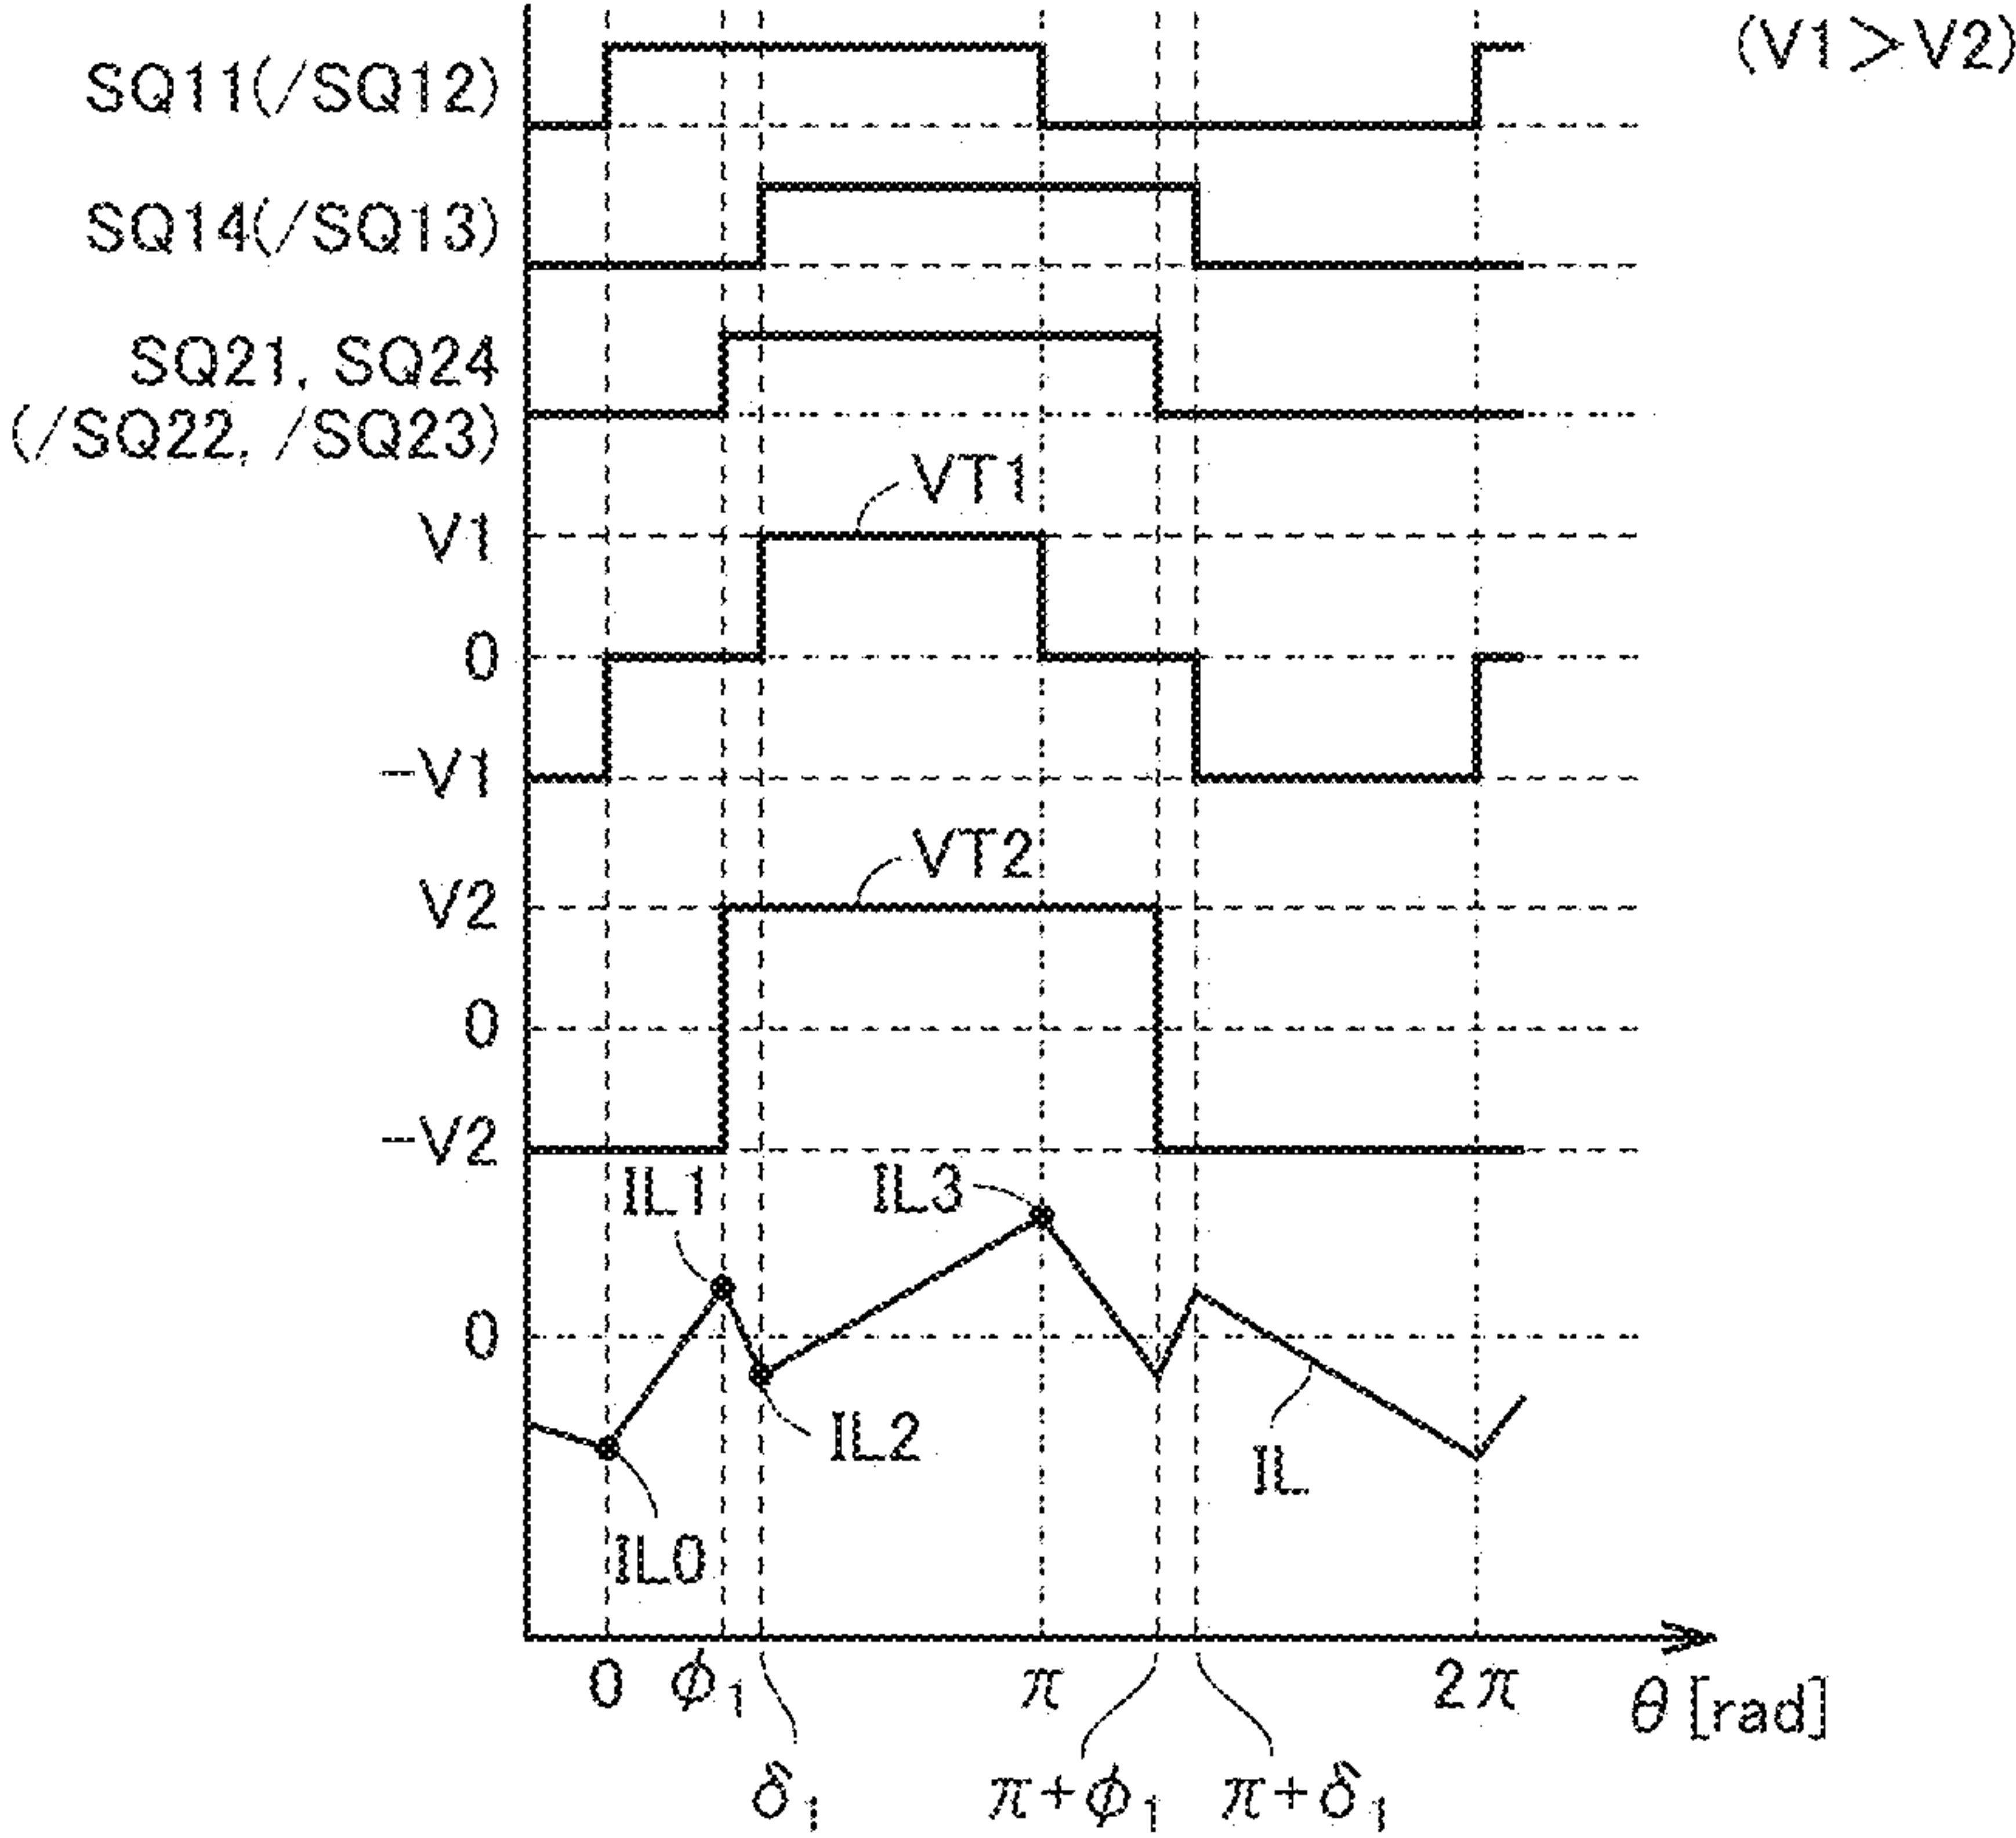 (V1＞V2)
SQ11(/SQ12)
SQ14(/SQ13)
SQ21, SQ24
(/SQ22, /SQ23)
VT1
V1
0
-V1
VT2
V2
0
-V2
IL1
IL3
0
IL2
IL
IL0
0 ϕ1 π 2π θ [rad]
δ1 π+ϕ1 π+δ1